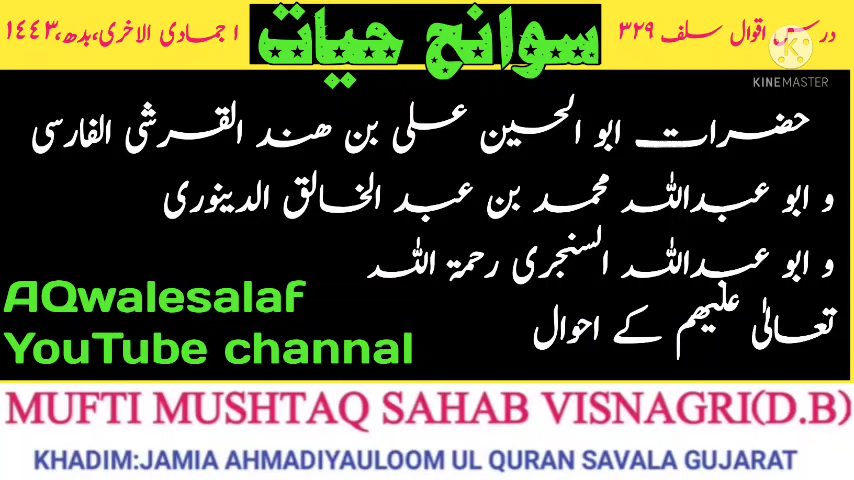 درس اقوال سلف ۳۲۹
سوانح حیات
۱ جمادی الاخری، بدھ، ۱۴۴۳
KINEMASTER
حضرات ابو الحسین علی بن ھند القرشی الفارسی
و ابو عبداللہ محمد بن عبد الخالق الدینوری
و ابو عبداللہ السنجری رحمۃ اللہ
تعالیٰ علیھم کے احوال
AQwalesalaf
YouTube channal
MUFTI MUSHTAQ SAHAB VISNAGRI(D.B)
KHADIM:JAMIA AHMADIYAULOOM UL QURAN SAVALA GUJARAT